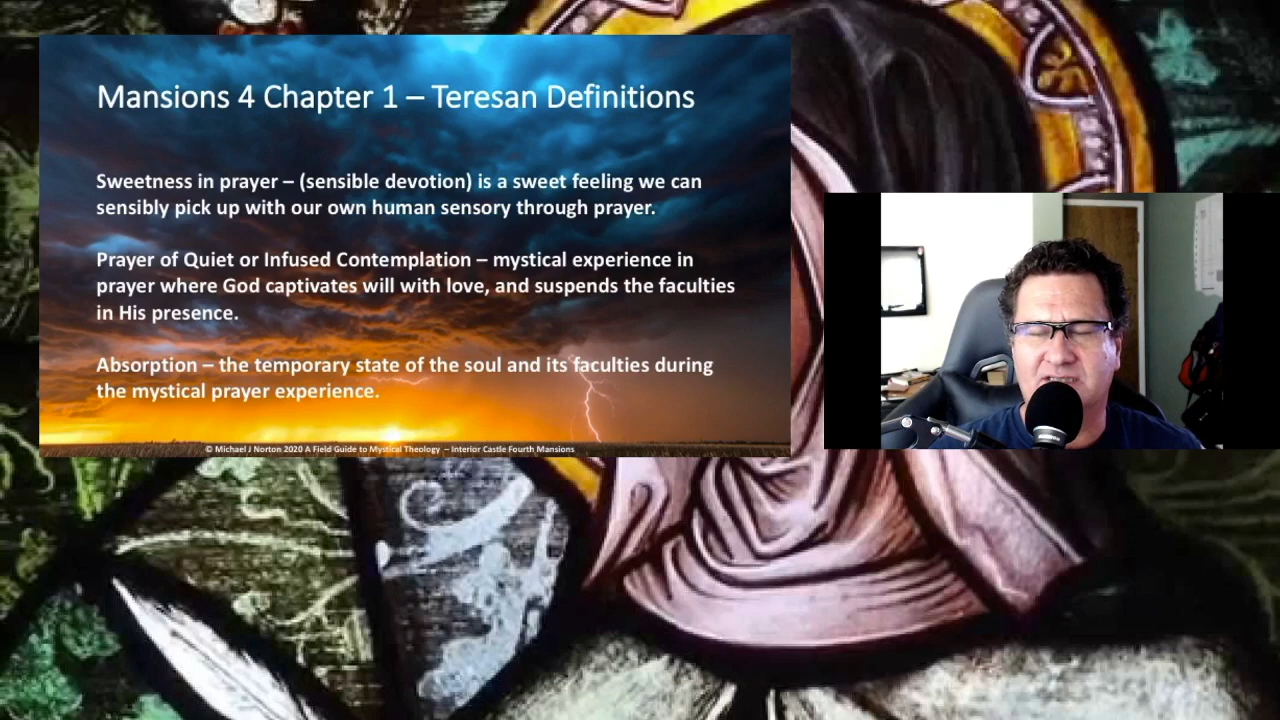 Mansions 4 Chapter 1 – Teresan Definitions
Sweetness in prayer – (sensible devotion) is a sweet feeling we can
sensibly pick up with our own human sensory through prayer.
Prayer of Quiet or Infused Contemplation – mystical experience in
prayer where God captivates will with love, and suspends the faculties
in His presence.
Absorption – the temporary state of the soul and its faculties during
the mystical prayer experience.
© Michael J Norton 2020 A Field Guide to Mystical Theology – Interior Castle Fourth Mansions